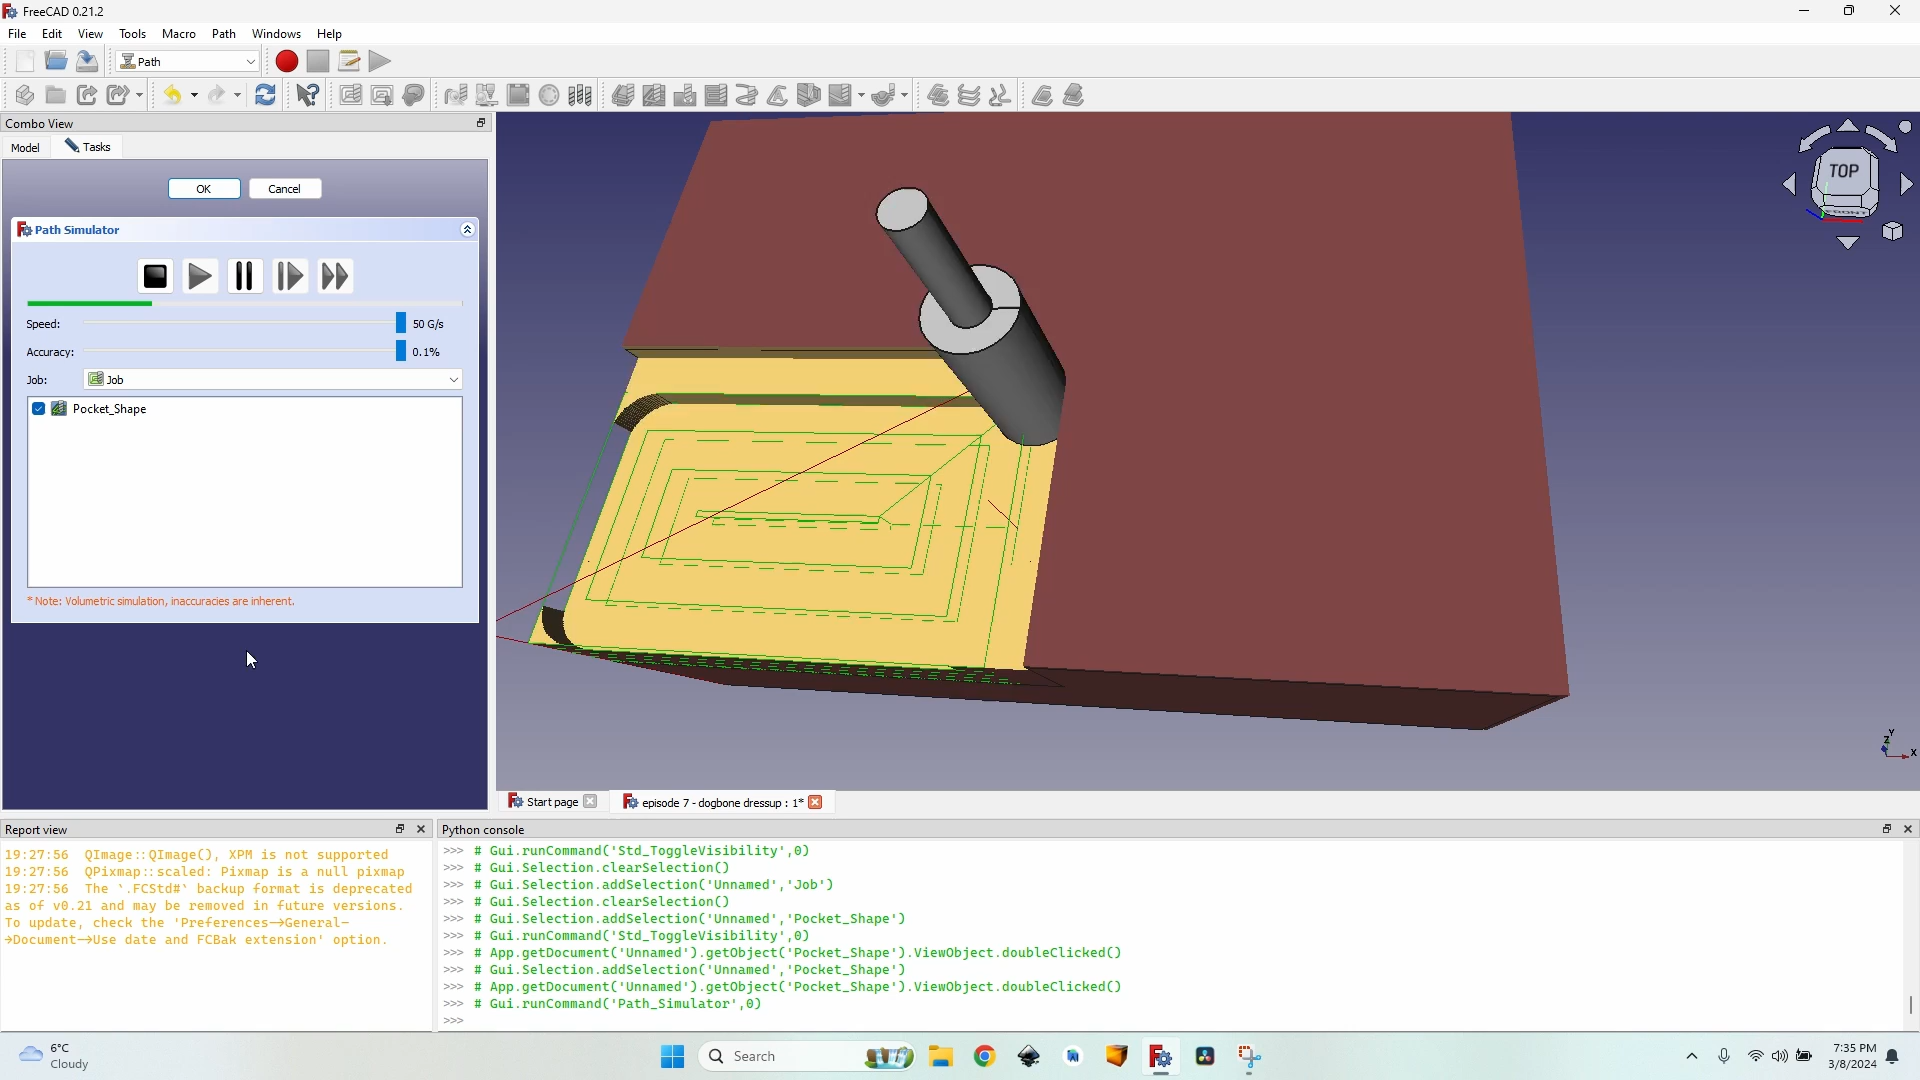 FreeCAD 0.21.2
File Edit View Tools Macro Path Windows Help
Path
Combo View
Model Tasks
OK Cancel
Path Simulator
Speed: 50 G/s
Accuracy: 0.1%
Job: Job
Pocket_Shape
*Note: Volumetric simulation, inaccuracies are inherent.
TOP
FRONT
Y
Z
X
Start page
episode 7 - dogbone dressup : 1*
Report view
19:27:56 QImage::QImage(), XPM is not supported
19:27:56 QPixmap::scaled: Pixmap is a null pixmap
19:27:56 The `.FCStd#` backup format is deprecated
as of v0.21 and may be removed in future versions.
To update, check the 'Preferences→General-
→Document→Use date and FCBak extension' option.
Python console
>>> # Gui.runCommand('Std_ToggleVisibility',0)
>>> # Gui.Selection.clearSelection()
>>> # Gui.Selection.addSelection('Unnamed','Job')
>>> # Gui.Selection.clearSelection()
>>> # Gui.Selection.addSelection('Unnamed','Pocket_Shape')
>>> # Gui.runCommand('Std_ToggleVisibility',0)
>>> # App.getDocument('Unnamed').getObject('Pocket_Shape').ViewObject.doubleClicked()
>>> # Gui.Selection.addSelection('Unnamed','Pocket_Shape')
>>> # App.getDocument('Unnamed').getObject('Pocket_Shape').ViewObject.doubleClicked()
>>> # Gui.runCommand('Path_Simulator',0)
>>>
6°C
Cloudy
Search
7:35 PM
3/8/2024